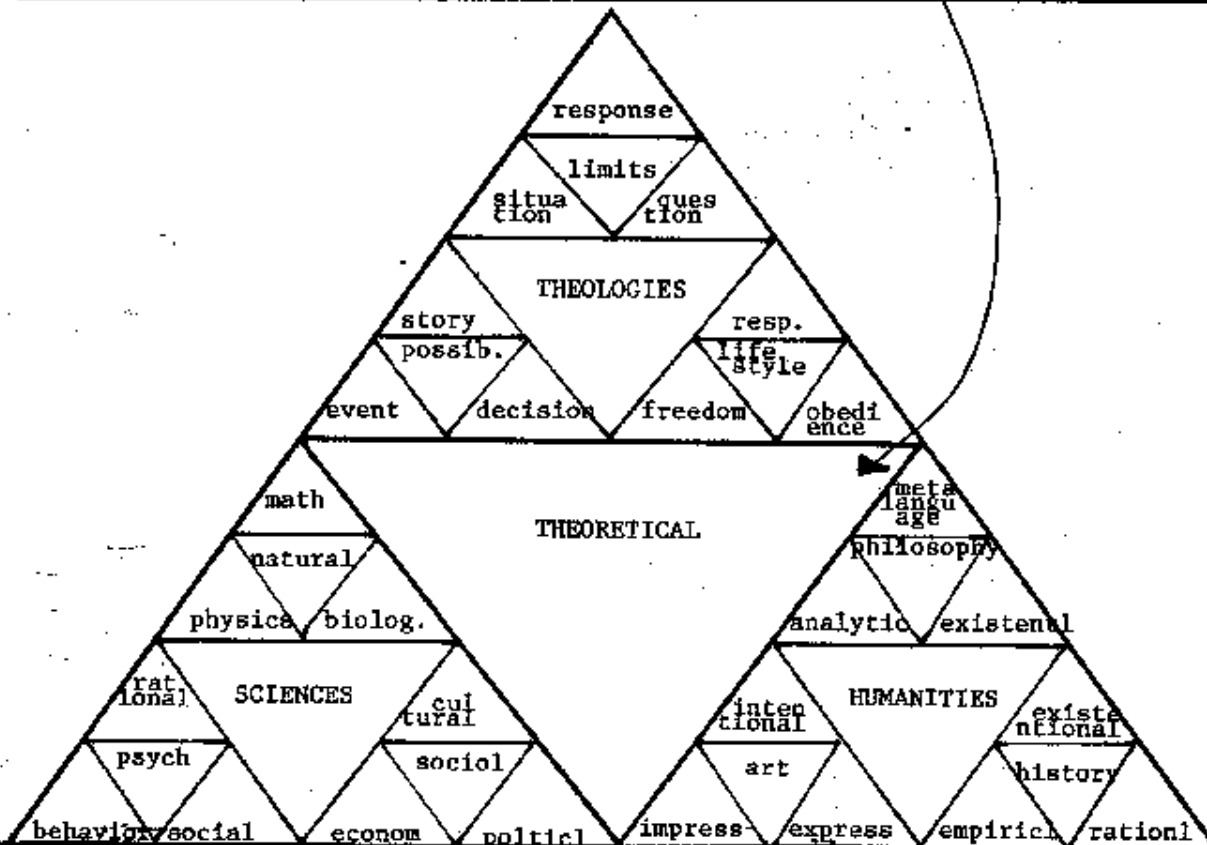 response
limits
situa
tion
ques
tion
THEOLOGIES
story
resp.
possib.
life
style
event
decision
freedom
obedi
ence
math
meta
langu
age
THEORETICAL
natural
philosophy
physics
biolog.
analytic
existentl
rat
ional
SCIENCES
cul
tural
inten
tional
HUMANITIES
existe
ntional
psych
sociol
art
history
behavior
social
econom
politicl
impress-
express
empiricl
rationl